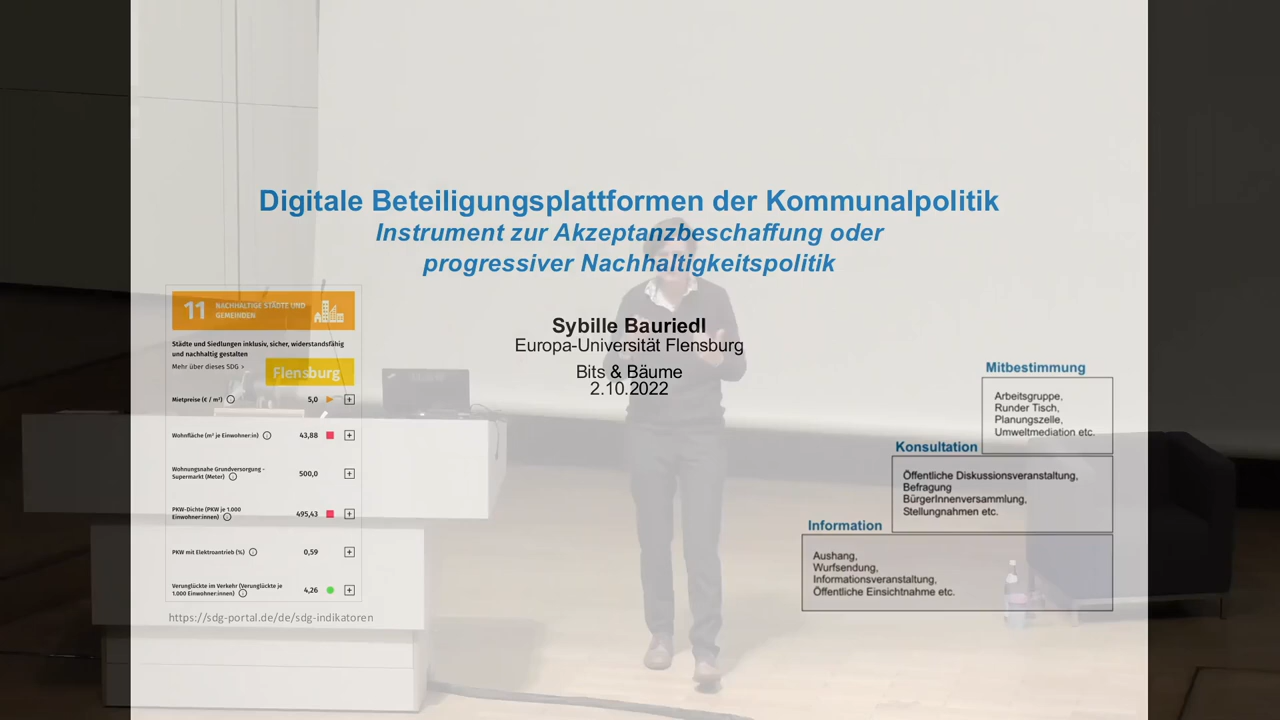 Digitale Beteiligungsplattformen der Kommunalpolitik
Instrument zur Akzeptanzbeschaffung oder
progressiver Nachhaltigkeitspolitik
Sybille Bauriedl
Europa-Universität Flensburg
Bits & Bäume
2.10.2022
11 NACHHALTIGE STÄDTE UND
GEMEINDEN
Städte und Siedlungen inklusiv, sicher, widerstandsfähig
und nachhaltig gestalten
Mehr über dieses SDG ›
Flensburg
Mietpreise (€ / m²) 5,0
Wohnfläche (m² je Einwohner:in) 43,88
Wohnungsnahe Grundversorgung -
Supermarkt (Meter) 500,0
PKW-Dichte (PKW je 1.000
Einwohner:innen) 495,43
PKW mit Elektroantrieb (%) 0,59
Verunglückte im Verkehr (Verunglückte je
1.000 Einwohner:innen) 4,26
https://sdg-portal.de/de/sdg-indikatoren
Mitbestimmung
Arbeitsgruppe,
Runder Tisch,
Planungszelle,
Umweltmediation etc.
Konsultation
Öffentliche Diskussionsveranstaltung,
Befragung
BürgerInnenversammlung,
Stellungnahmen etc.
Information
Aushang,
Wurfsendung,
Informationsveranstaltung,
Öffentliche Einsichtnahme etc.